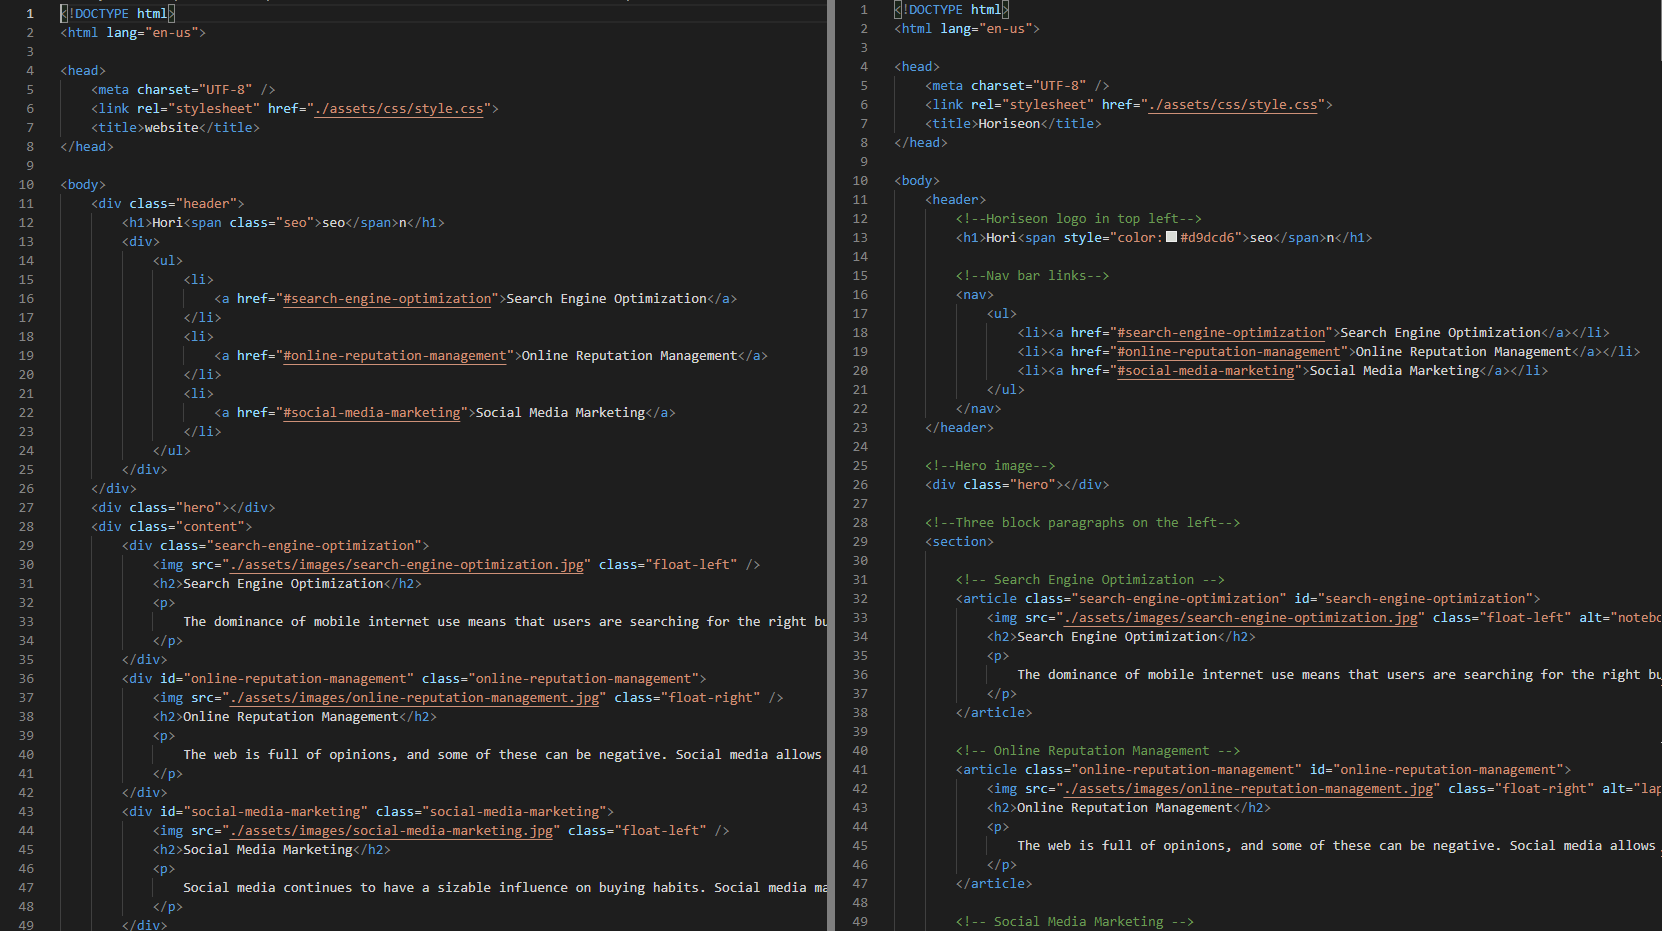 1 <!DOCTYPE html>
2 <html lang="en-us">
3
4 <head>
5 <meta charset="UTF-8" />
6 <link rel="stylesheet" href="./assets/css/style.css">
7 <title>website</title>
8 </head>
9
10 <body>
11 <div class="header">
12 <h1>Hori<span class="seo">seo</span>n</h1>
13 <div>
14 <ul>
15 <li>
16 <a href="#search-engine-optimization">Search Engine Optimization</a>
17 </li>
18 <li>
19 <a href="#online-reputation-management">Online Reputation Management</a>
20 </li>
21 <li>
22 <a href="#social-media-marketing">Social Media Marketing</a>
23 </li>
24 </ul>
25 </div>
26 </div>
27 <div class="hero"></div>
28 <div class="content">
29 <div class="search-engine-optimization">
30 <img src="./assets/images/search-engine-optimization.jpg" class="float-left" />
31 <h2>Search Engine Optimization</h2>
32 <p>
33 The dominance of mobile internet use means that users are searching for the right bu
34 </p>
35 </div>
36 <div id="online-reputation-management" class="online-reputation-management">
37 <img src="./assets/images/online-reputation-management.jpg" class="float-right" />
38 <h2>Online Reputation Management</h2>
39 <p>
40 The web is full of opinions, and some of these can be negative. Social media allows
41 </p>
42 </div>
43 <div id="social-media-marketing" class="social-media-marketing">
44 <img src="./assets/images/social-media-marketing.jpg" class="float-left" />
45 <h2>Social Media Marketing</h2>
46 <p>
47 Social media continues to have a sizable influence on buying habits. Social media ma
48 </p>
49 </div>
1 <!DOCTYPE html>
2 <html lang="en-us">
3
4 <head>
5 <meta charset="UTF-8" />
6 <link rel="stylesheet" href="./assets/css/style.css">
7 <title>Horiseon</title>
8 </head>
9
10 <body>
11 <header>
12 <!--Horiseon logo in top left-->
13 <h1>Hori<span style="color:#d9dcd6">seo</span>n</h1>
14
15 <!--Nav bar links-->
16 <nav>
17 <ul>
18 <li><a href="#search-engine-optimization">Search Engine Optimization</a></li>
19 <li><a href="#online-reputation-management">Online Reputation Management</a></li>
20 <li><a href="#social-media-marketing">Social Media Marketing</a></li>
21 </ul>
22 </nav>
23 </header>
24
25 <!--Hero image-->
26 <div class="hero"></div>
27
28 <!--Three block paragraphs on the left-->
29 <section>
30
31 <!-- Search Engine Optimization -->
32 <article class="search-engine-optimization" id="search-engine-optimization">
33 <img src="./assets/images/search-engine-optimization.jpg" class="float-left" alt="notebo
34 <h2>Search Engine Optimization</h2>
35 <p>
36 The dominance of mobile internet use means that users are searching for the right bu
37 </p>
38 </article>
39
40 <!-- Online Reputation Management -->
41 <article class="online-reputation-management" id="online-reputation-management">
42 <img src="./assets/images/online-reputation-management.jpg" class="float-right" alt="lap
43 <h2>Online Reputation Management</h2>
44 <p>
45 The web is full of opinions, and some of these can be negative. Social media allows
46 </p>
47 </article>
48
49 <!-- Social Media Marketing -->